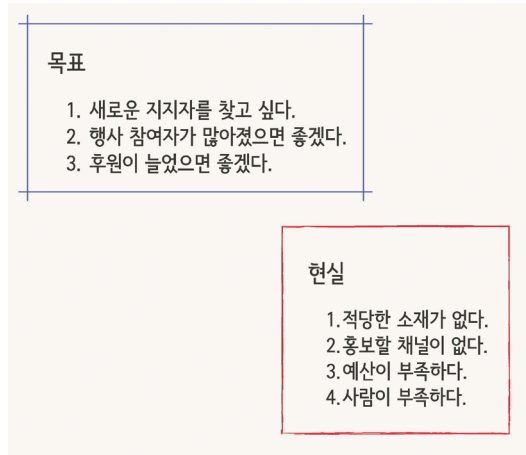 목표
1. 새로운 지지자를 찾고 싶다.
2. 행사 참여자가 많아졌으면 좋겠다.
3. 후원이 늘었으면 좋겠다.
현실
1.적당한 소재가 없다.
2.홍보할 채널이 없다.
3.예산이 부족하다.
4.사람이 부족하다.